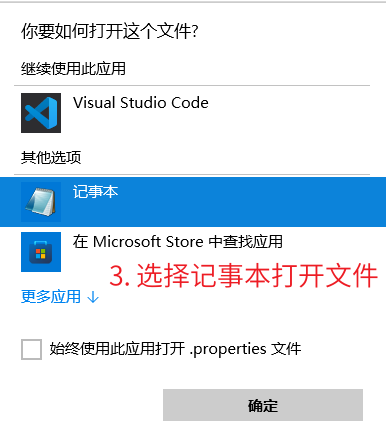 你要如何打开这个文件?
继续使用此应用
Visual Studio Code
其他选项
记事本
在 Microsoft Store 中查找应用
3. 选择记事本打开文件
更多应用 ↓
始终使用此应用打开 .properties 文件
确定